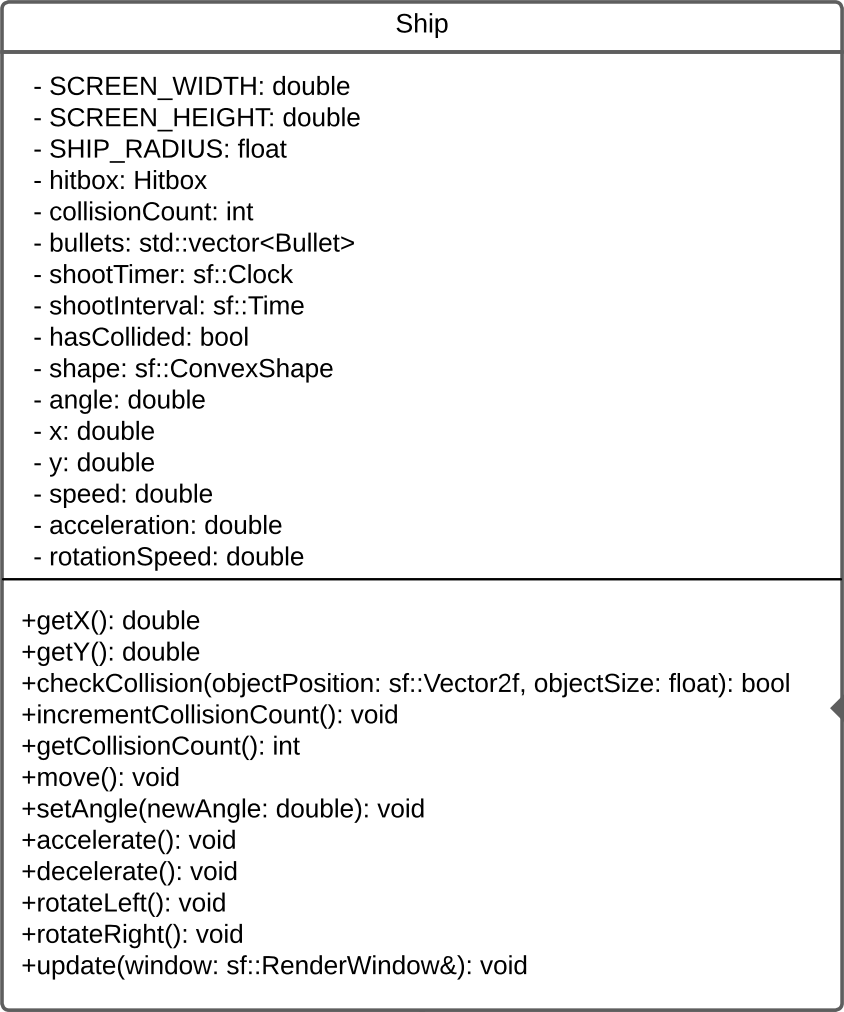 Ship
- SCREEN_WIDTH: double
- SCREEN_HEIGHT: double
- SHIP_RADIUS: float
- hitbox: Hitbox
- collisionCount: int
- bullets: std::vector<Bullet>
- shootTimer: sf::Clock
- shootInterval: sf::Time
- hasCollided: bool
- shape: sf::ConvexShape
- angle: double
- x: double
- y: double
- speed: double
- acceleration: double
- rotationSpeed: double
+getX(): double
+getY(): double
+checkCollision(objectPosition: sf::Vector2f, objectSize: float): bool
+incrementCollisionCount(): void
+getCollisionCount(): int
+move(): void
+setAngle(newAngle: double): void
+accelerate(): void
+decelerate(): void
+rotateLeft(): void
+rotateRight(): void
+update(window: sf::RenderWindow&): void